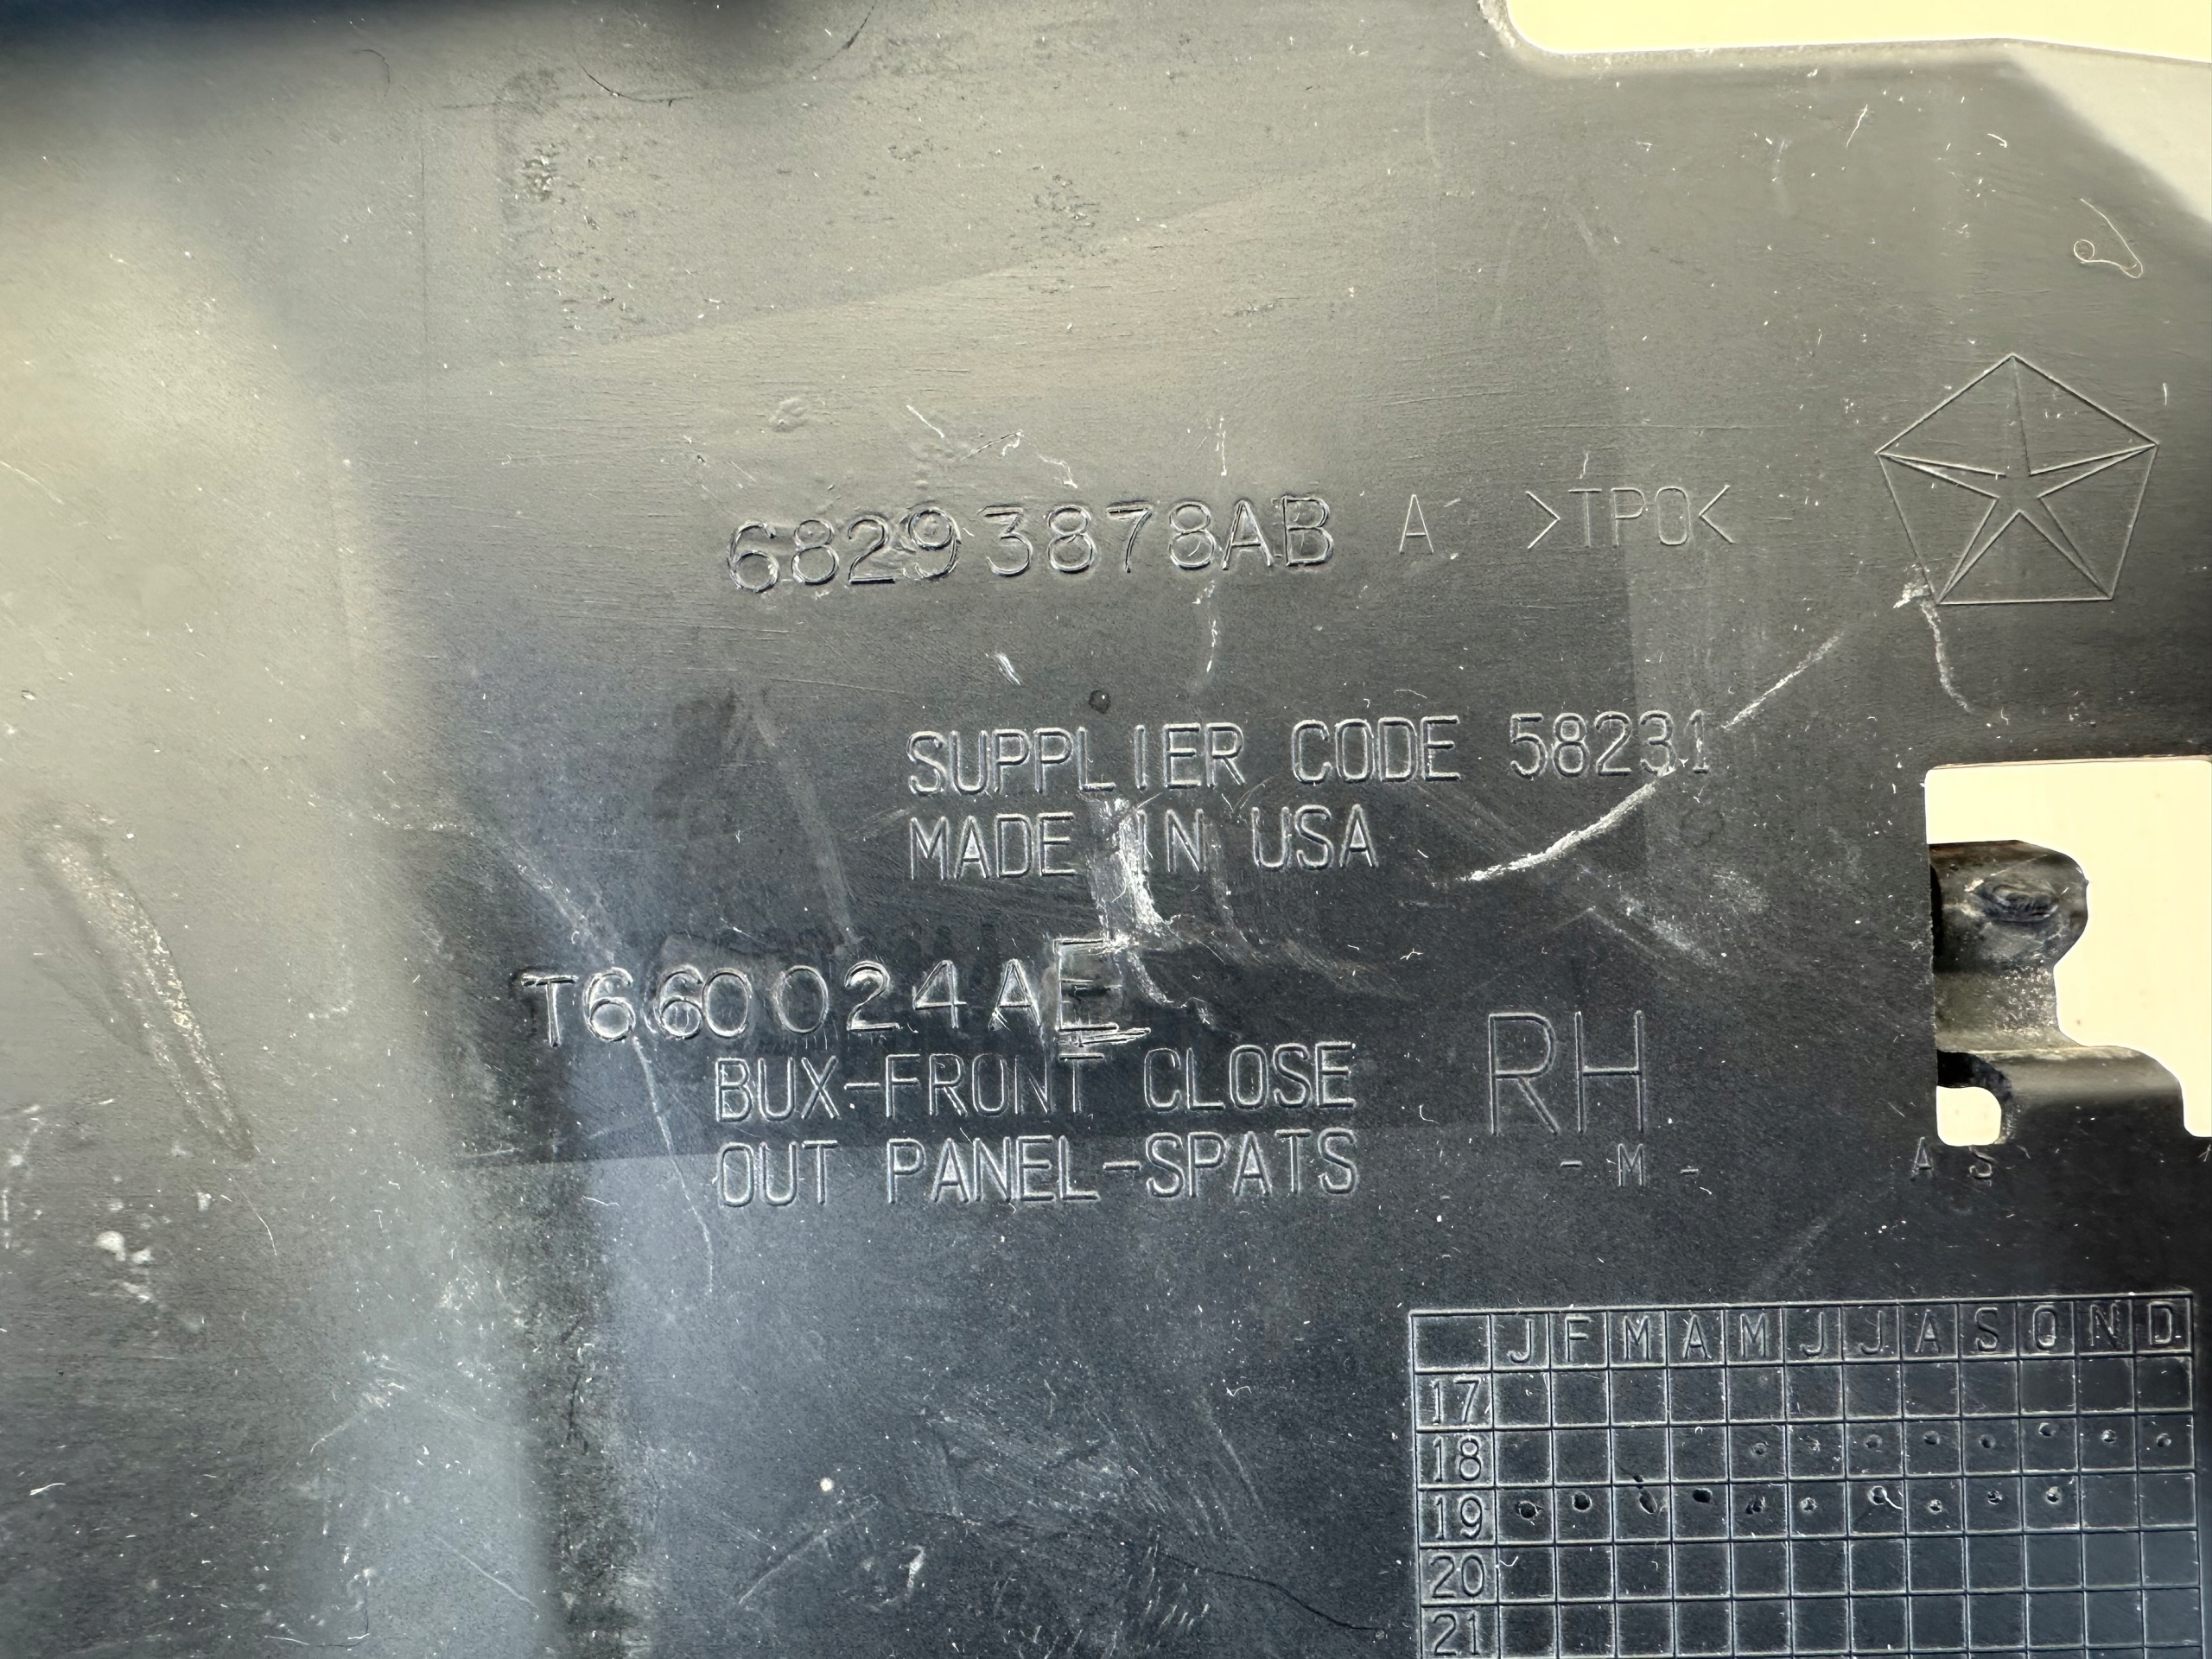 68293878AB A >TPO<
SUPPLIER CODE 58231
MADE IN USA
T660024AE
BUX-FRONT CLOSE
OUT PANEL-SPATS
RH
- M -
A S
J F M A M J J A S O N D
17
18
19
20
21